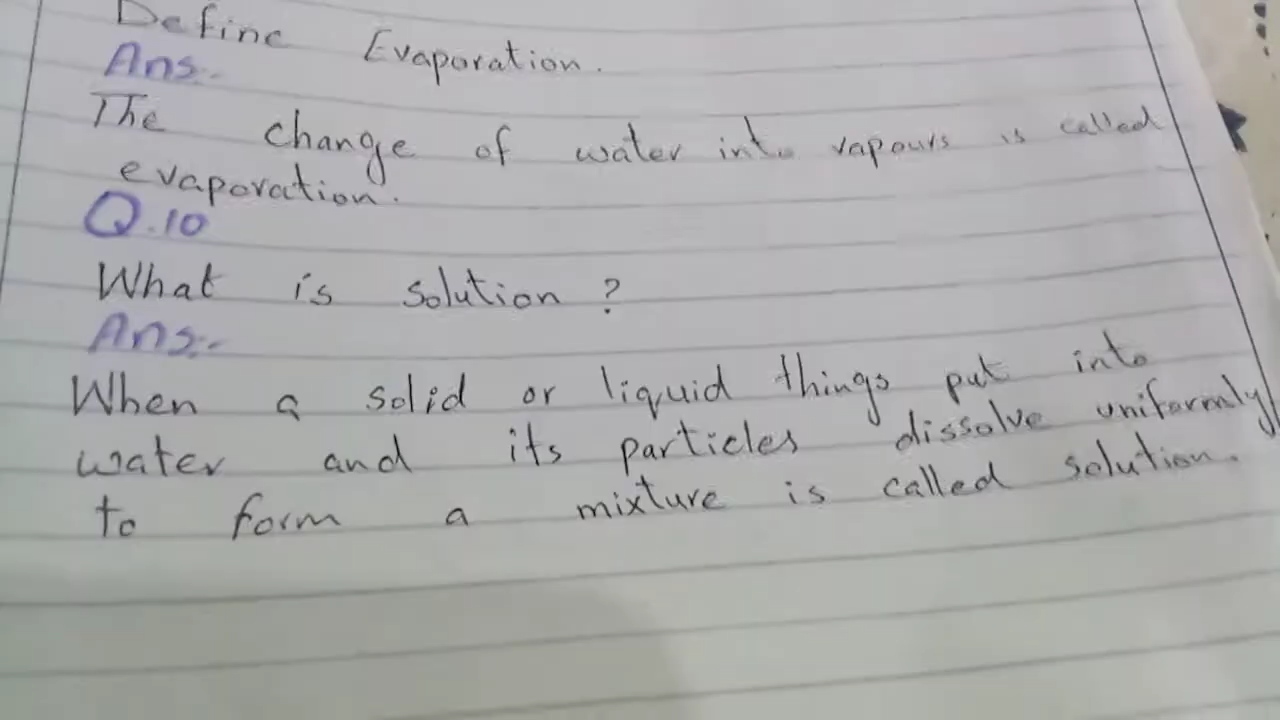 Define Evaporation.
Ans:-
The change of water into vapours is called
evaporation.
Q.10
What is solution ?
Ans:-
When a solid or liquid things put into
water and its particles dissolve uniformly
to form a mixture is called solution.